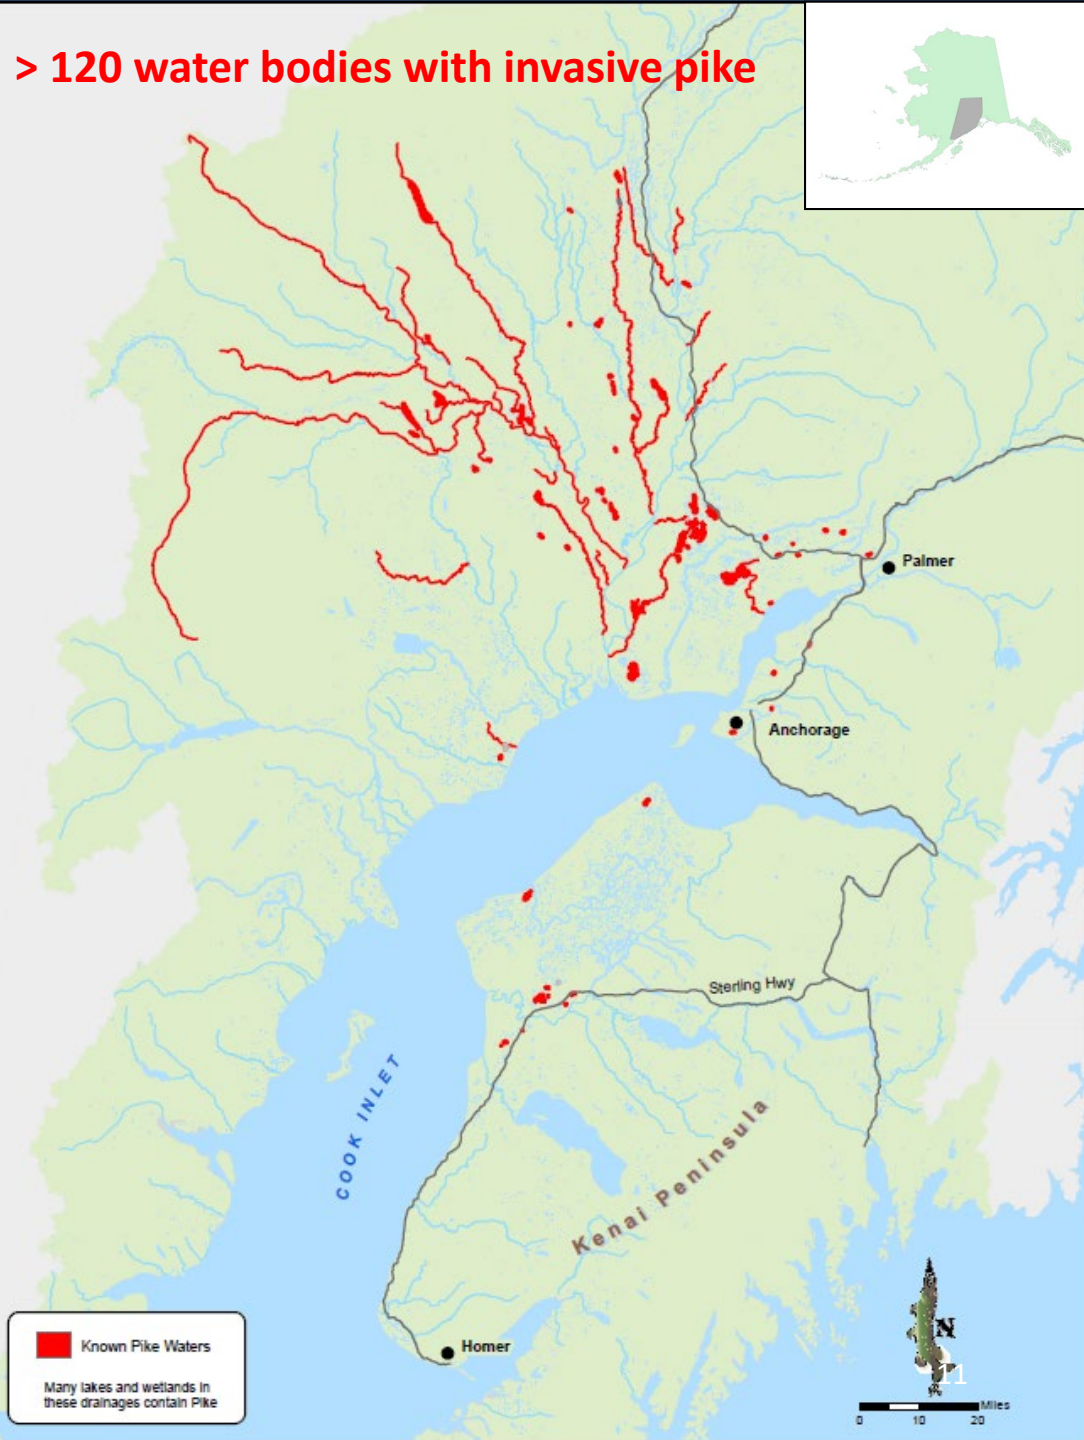 > 120 water bodies with invasive pike
Palmer
Anchorage
Sterling Hwy
COOK INLET
Kenai Peninsula
Homer
Known Pike Waters
Many lakes and wetlands in
these drainages contain Pike
N
11
Miles
0 10 20